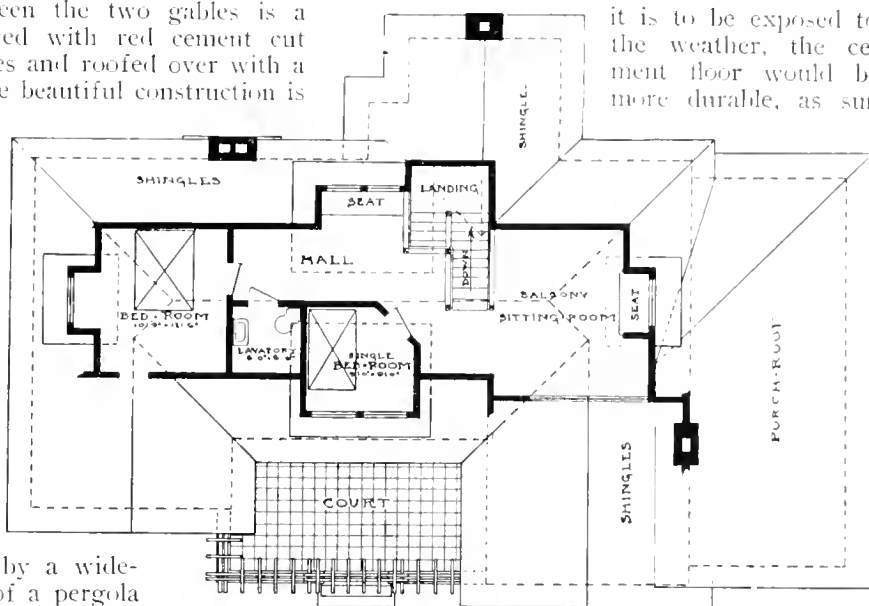 een the two gables is a
ed with red cement cut
es and roofed over with a
e beautiful construction is
it is to be exposed to
the weather, the ce-
ment floor would b
more durable, as su
SHINGLE
SHINGLES
LANDING
SEAT
HALL
DOWN
BALCONY
SITTING ROOM
SEAT
BED-ROOM
LAVATORY
SINGLE
BED-ROOM
PORCH ROOF
SHINGLES
COURT
by a wide-
of a pergola